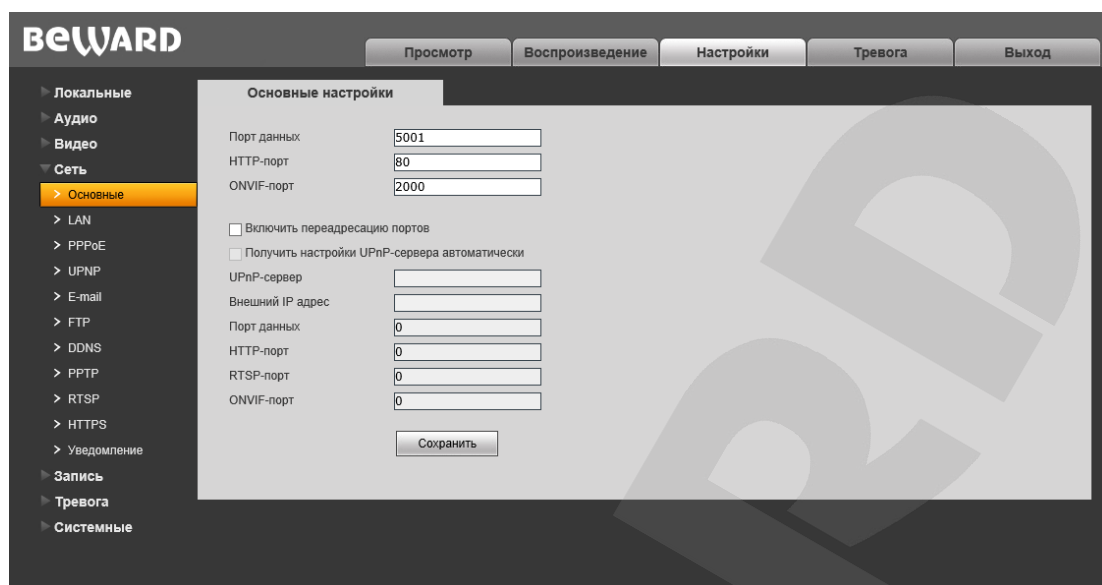 BEWARD
Просмотр
Воспроизведение
Настройки
Тревога
Выход
Локальные
Аудио
Видео
Сеть
> Основные
> LAN
> PPPoE
> UPNP
> E-mail
> FTP
> DDNS
> PPTP
> RTSP
> HTTPS
> Уведомление
Запись
Тревога
Системные
Основные настройки
Порт данных 5001
HTTP-порт 80
ONVIF-порт 2000
Включить переадресацию портов
Получить настройки UPnP-сервера автоматически
UPnP-сервер
Внешний IP адрес
Порт данных 0
HTTP-порт 0
RTSP-порт 0
ONVIF-порт 0
Сохранить
RD